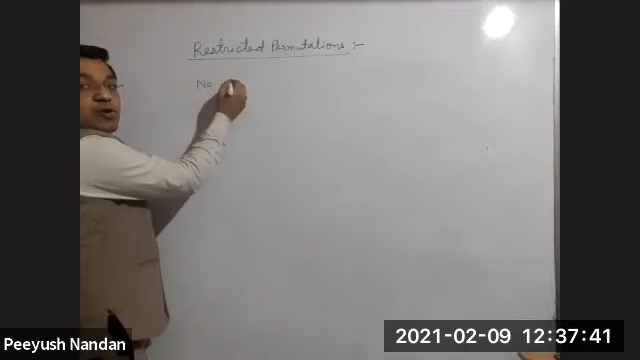 Restricted Permutations :-
No
Peeyush Nandan
2021-02-09 12:37:41